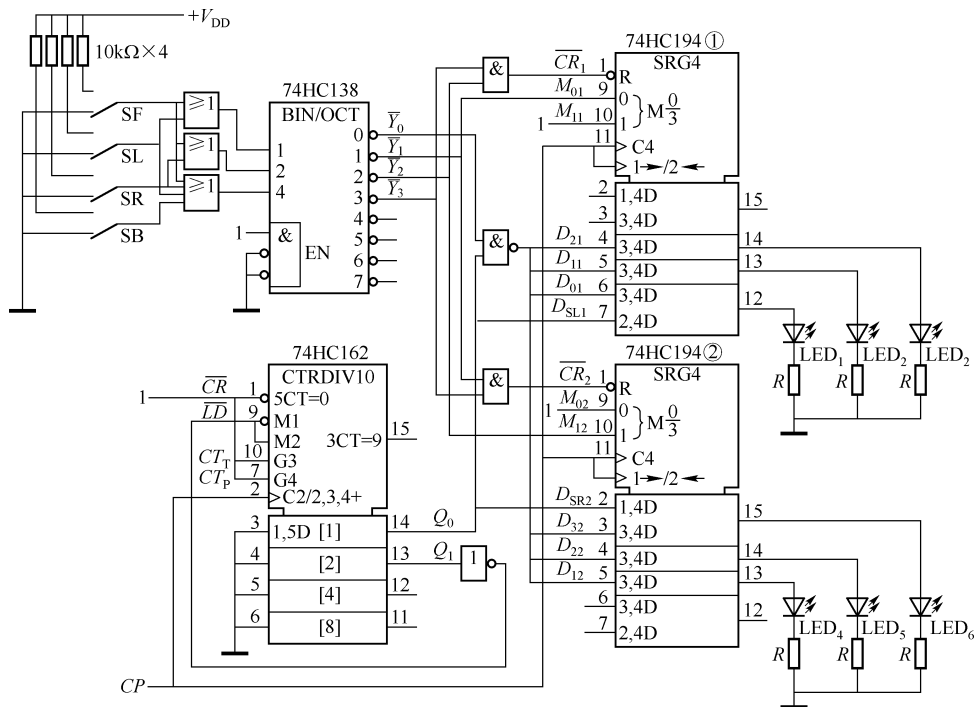 +V_DD
10kΩ×4
SF
SL
SR
SB
≥1
≥1
≥1
74HC138
BIN/OCT
1
2
4
0
1
2
3
4
5
6
7
1
&
EN
Y̅0
Y̅1
Y̅2
Y̅3
&
&
&
74HC194①
SRG4
C̅R̅1
1
R
M01
9
0
1
M11
10
1
M 0/3
11
C4
1→/2←
2
1,4D
15
3
3,4D
D21
4
3,4D
14
D11
5
3,4D
13
D01
6
3,4D
DSL1
7
2,4D
12
LED1
LED2
LED2
R
R
R
74HC194②
SRG4
C̅R̅2
1
R
1
M02
9
0
M12
10
1
M 0/3
11
C4
1→/2←
DSR2
2
1,4D
15
D32
3
3,4D
D22
4
3,4D
14
D12
5
3,4D
13
6
3,4D
7
2,4D
12
LED4
LED5
LED6
R
R
R
74HC162
CTRDIV10
1
C̅R̅
1
5CT=0
L̅D̅
9
M1
M2
3CT=9
15
CT_T
10
G3
CT_P
7
G4
2
C2/2,3,4+
3
1,5D
[1]
14
Q0
4
[2]
13
Q1
1
5
[4]
12
6
[8]
11
CP